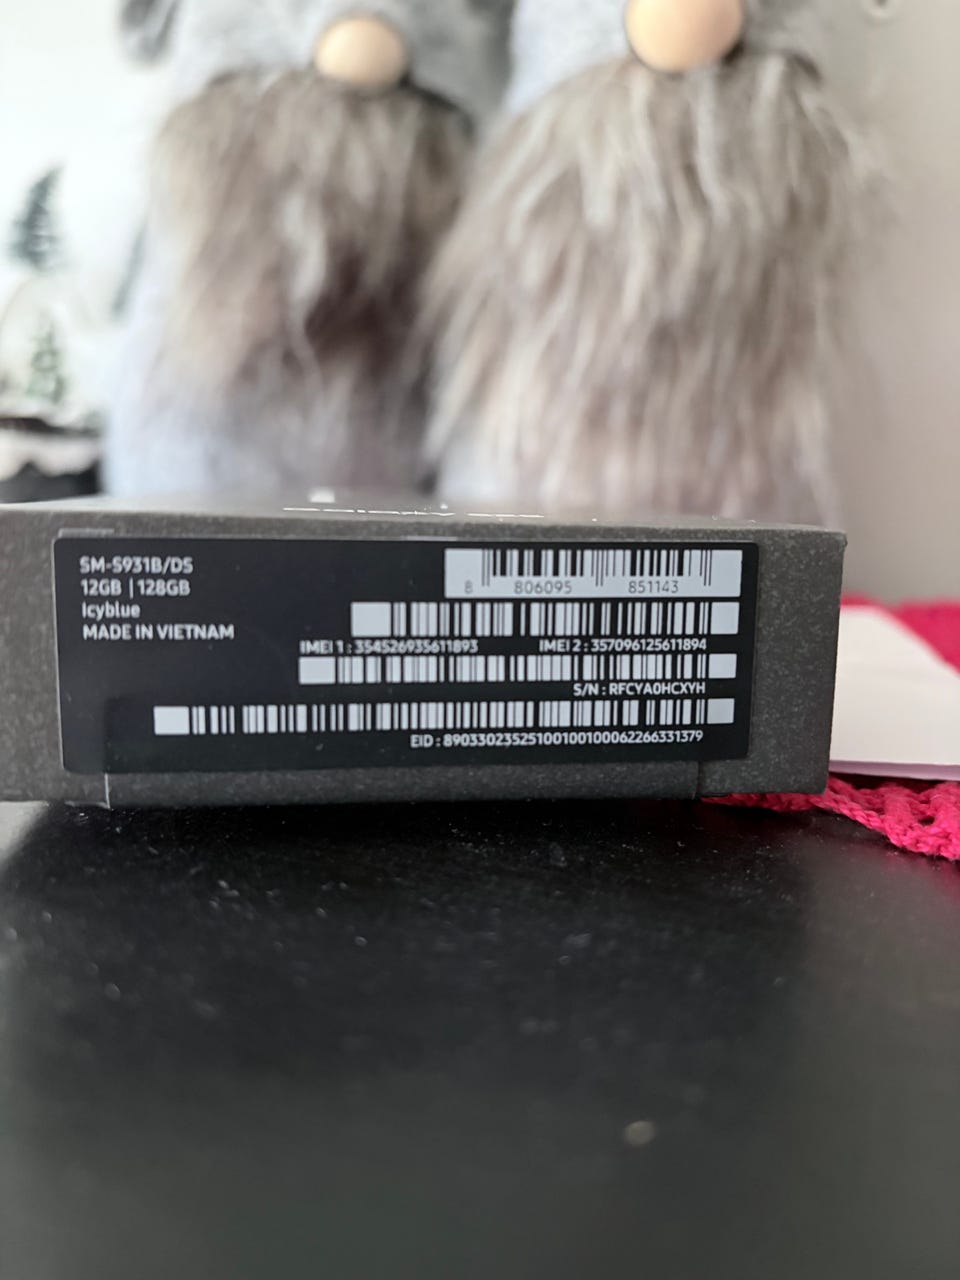 SM-S931B/DS
12GB | 128GB
Icyblue
MADE IN VIETNAM
8 806095 851143
IMEI 1 : 354526935611893 IMEI 2 : 357096125611894
S/N : RFCYA0HCXYH
EID : 89033023525100100100062266331379